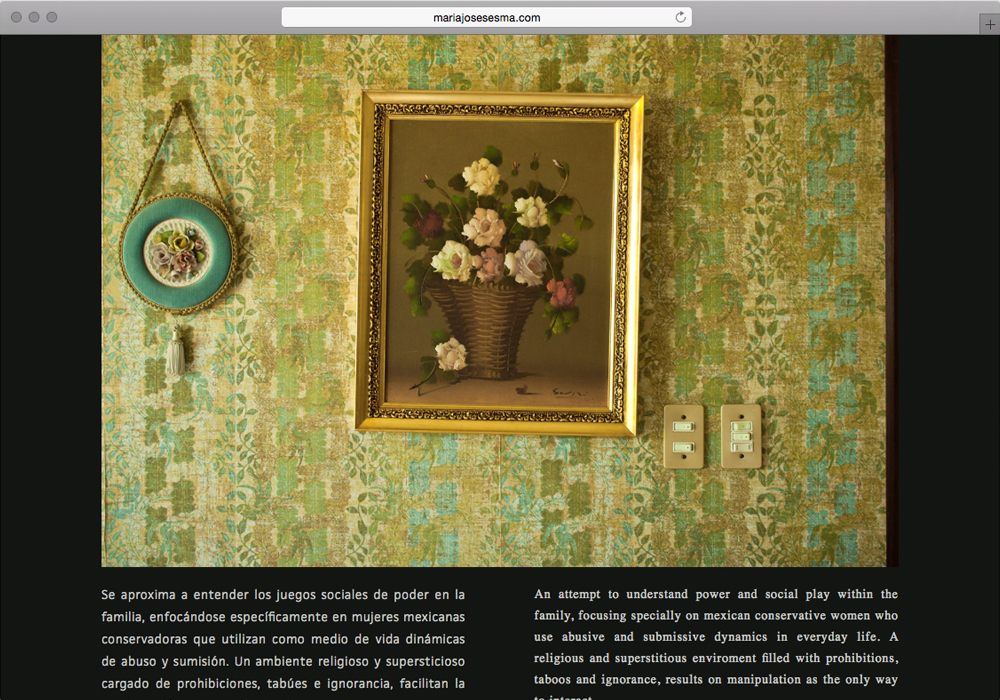 mariajosesesma.com
Se aproxima a entender los juegos sociales de poder en la
familia, enfocándose específicamente en mujeres mexicanas
conservadoras que utilizan como medio de vida dinámicas
de abuso y sumisión. Un ambiente religioso y supersticioso
cargado de prohibiciones, tabúes e ignorancia, facilitan la
An attempt to understand power and social play within the
family, focusing specially on mexican conservative women who
use abusive and submissive dynamics in everyday life. A
religious and superstitious enviroment filled with prohibitions,
taboos and ignorance, results on manipulation as the only way
to interact.